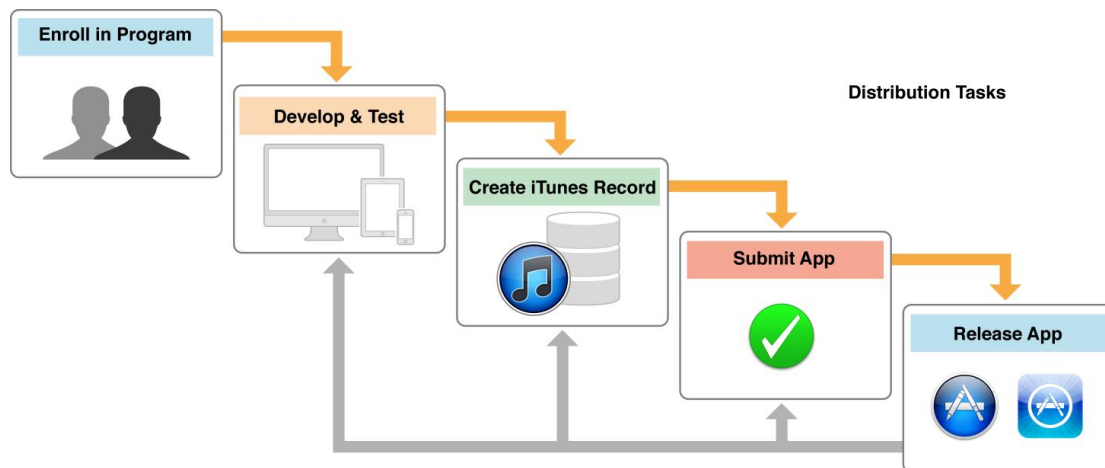 Enroll in Program
Develop & Test
Distribution Tasks
Create iTunes Record
Submit App
Release App